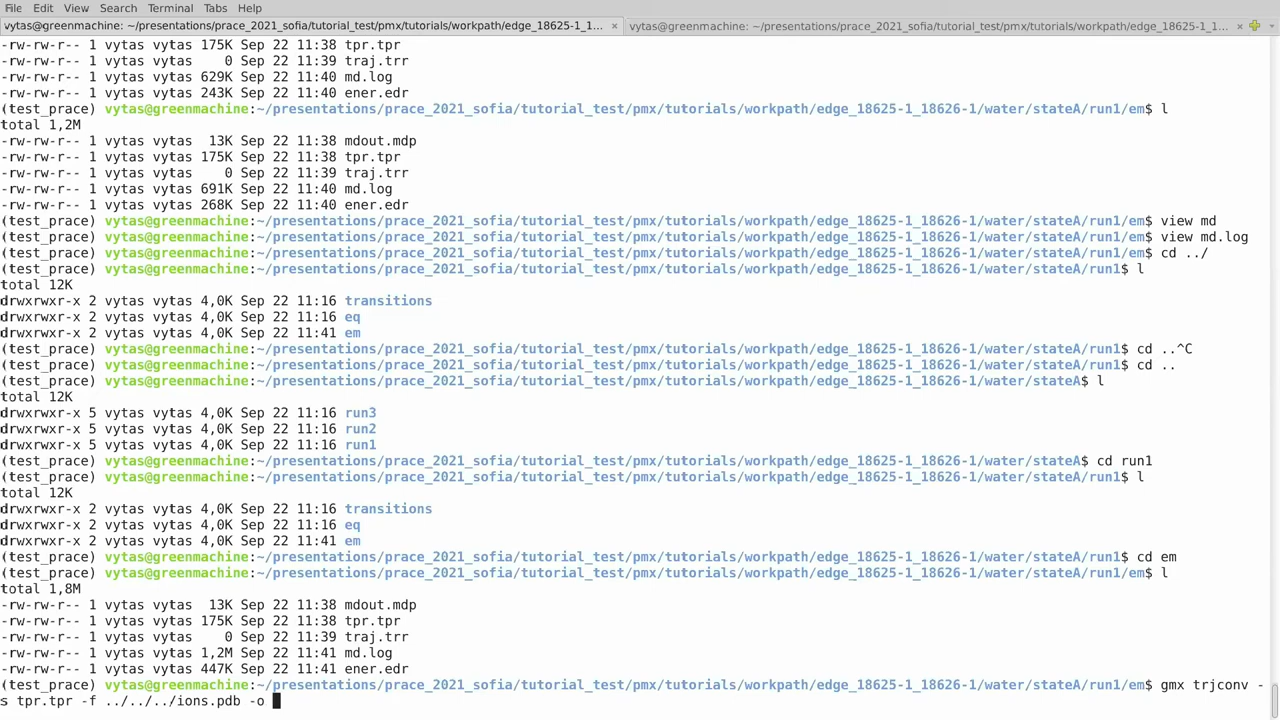 File Edit View Search Terminal Tabs Help
vytas@greenmachine: ~/presentations/prace_2021_sofia/tutorial_test/pmx/tutorials/workpath/edge_18625-1_1... × vytas@greenmachine: ~/presentations/prace_2021_sofia/tutorial_test/pmx/tutorials/workpath/edge_18625-1_1... ×
-rw-rw-r-- 1 vytas vytas 175K Sep 22 11:38 tpr.tpr
-rw-rw-r-- 1 vytas vytas    0 Sep 22 11:39 traj.trr
-rw-rw-r-- 1 vytas vytas 629K Sep 22 11:40 md.log
-rw-rw-r-- 1 vytas vytas 243K Sep 22 11:40 ener.edr
(test_prace) vytas@greenmachine:~/presentations/prace_2021_sofia/tutorial_test/pmx/tutorials/workpath/edge_18625-1_18626-1/water/stateA/run1/em$ l
total 1,2M
-rw-rw-r-- 1 vytas vytas  13K Sep 22 11:38 mdout.mdp
-rw-rw-r-- 1 vytas vytas 175K Sep 22 11:38 tpr.tpr
-rw-rw-r-- 1 vytas vytas    0 Sep 22 11:39 traj.trr
-rw-rw-r-- 1 vytas vytas 691K Sep 22 11:40 md.log
-rw-rw-r-- 1 vytas vytas 268K Sep 22 11:40 ener.edr
(test_prace) vytas@greenmachine:~/presentations/prace_2021_sofia/tutorial_test/pmx/tutorials/workpath/edge_18625-1_18626-1/water/stateA/run1/em$ view md
(test_prace) vytas@greenmachine:~/presentations/prace_2021_sofia/tutorial_test/pmx/tutorials/workpath/edge_18625-1_18626-1/water/stateA/run1/em$ view md.log
(test_prace) vytas@greenmachine:~/presentations/prace_2021_sofia/tutorial_test/pmx/tutorials/workpath/edge_18625-1_18626-1/water/stateA/run1/em$ cd ../
(test_prace) vytas@greenmachine:~/presentations/prace_2021_sofia/tutorial_test/pmx/tutorials/workpath/edge_18625-1_18626-1/water/stateA/run1$ l
total 12K
drwxrwxr-x 2 vytas vytas 4,0K Sep 22 11:16 transitions
drwxrwxr-x 2 vytas vytas 4,0K Sep 22 11:16 eq
drwxrwxr-x 2 vytas vytas 4,0K Sep 22 11:41 em
(test_prace) vytas@greenmachine:~/presentations/prace_2021_sofia/tutorial_test/pmx/tutorials/workpath/edge_18625-1_18626-1/water/stateA/run1$ cd ..^C
(test_prace) vytas@greenmachine:~/presentations/prace_2021_sofia/tutorial_test/pmx/tutorials/workpath/edge_18625-1_18626-1/water/stateA/run1$ cd ..
(test_prace) vytas@greenmachine:~/presentations/prace_2021_sofia/tutorial_test/pmx/tutorials/workpath/edge_18625-1_18626-1/water/stateA$ l
total 12K
drwxrwxr-x 5 vytas vytas 4,0K Sep 22 11:16 run3
drwxrwxr-x 5 vytas vytas 4,0K Sep 22 11:16 run2
drwxrwxr-x 5 vytas vytas 4,0K Sep 22 11:16 run1
(test_prace) vytas@greenmachine:~/presentations/prace_2021_sofia/tutorial_test/pmx/tutorials/workpath/edge_18625-1_18626-1/water/stateA$ cd run1
(test_prace) vytas@greenmachine:~/presentations/prace_2021_sofia/tutorial_test/pmx/tutorials/workpath/edge_18625-1_18626-1/water/stateA/run1$ l
total 12K
drwxrwxr-x 2 vytas vytas 4,0K Sep 22 11:16 transitions
drwxrwxr-x 2 vytas vytas 4,0K Sep 22 11:16 eq
drwxrwxr-x 2 vytas vytas 4,0K Sep 22 11:41 em
(test_prace) vytas@greenmachine:~/presentations/prace_2021_sofia/tutorial_test/pmx/tutorials/workpath/edge_18625-1_18626-1/water/stateA/run1$ cd em
(test_prace) vytas@greenmachine:~/presentations/prace_2021_sofia/tutorial_test/pmx/tutorials/workpath/edge_18625-1_18626-1/water/stateA/run1/em$ l
total 1,8M
-rw-rw-r-- 1 vytas vytas  13K Sep 22 11:38 mdout.mdp
-rw-rw-r-- 1 vytas vytas 175K Sep 22 11:38 tpr.tpr
-rw-rw-r-- 1 vytas vytas    0 Sep 22 11:39 traj.trr
-rw-rw-r-- 1 vytas vytas 1,2M Sep 22 11:41 md.log
-rw-rw-r-- 1 vytas vytas 447K Sep 22 11:41 ener.edr
(test_prace) vytas@greenmachine:~/presentations/prace_2021_sofia/tutorial_test/pmx/tutorials/workpath/edge_18625-1_18626-1/water/stateA/run1/em$ gmx trjconv -
s tpr.tpr -f ../../../ions.pdb -o